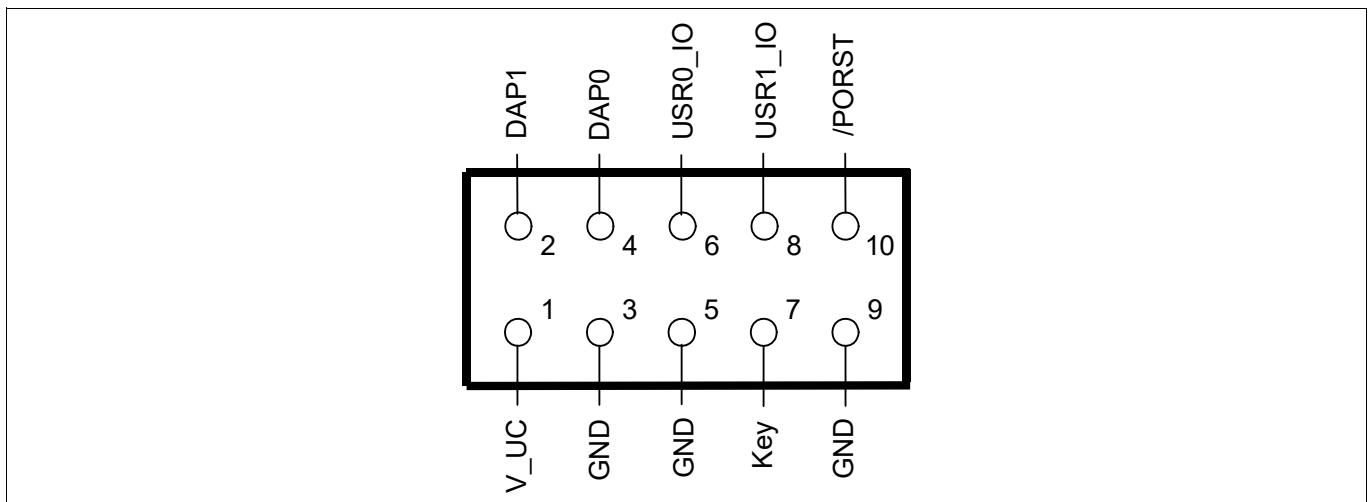 DAP1
DAP0
USR0_IO
USR1_IO
/PORST
2
4
6
8
10
1
3
5
7
9
V_UC
GND
GND
Key
GND